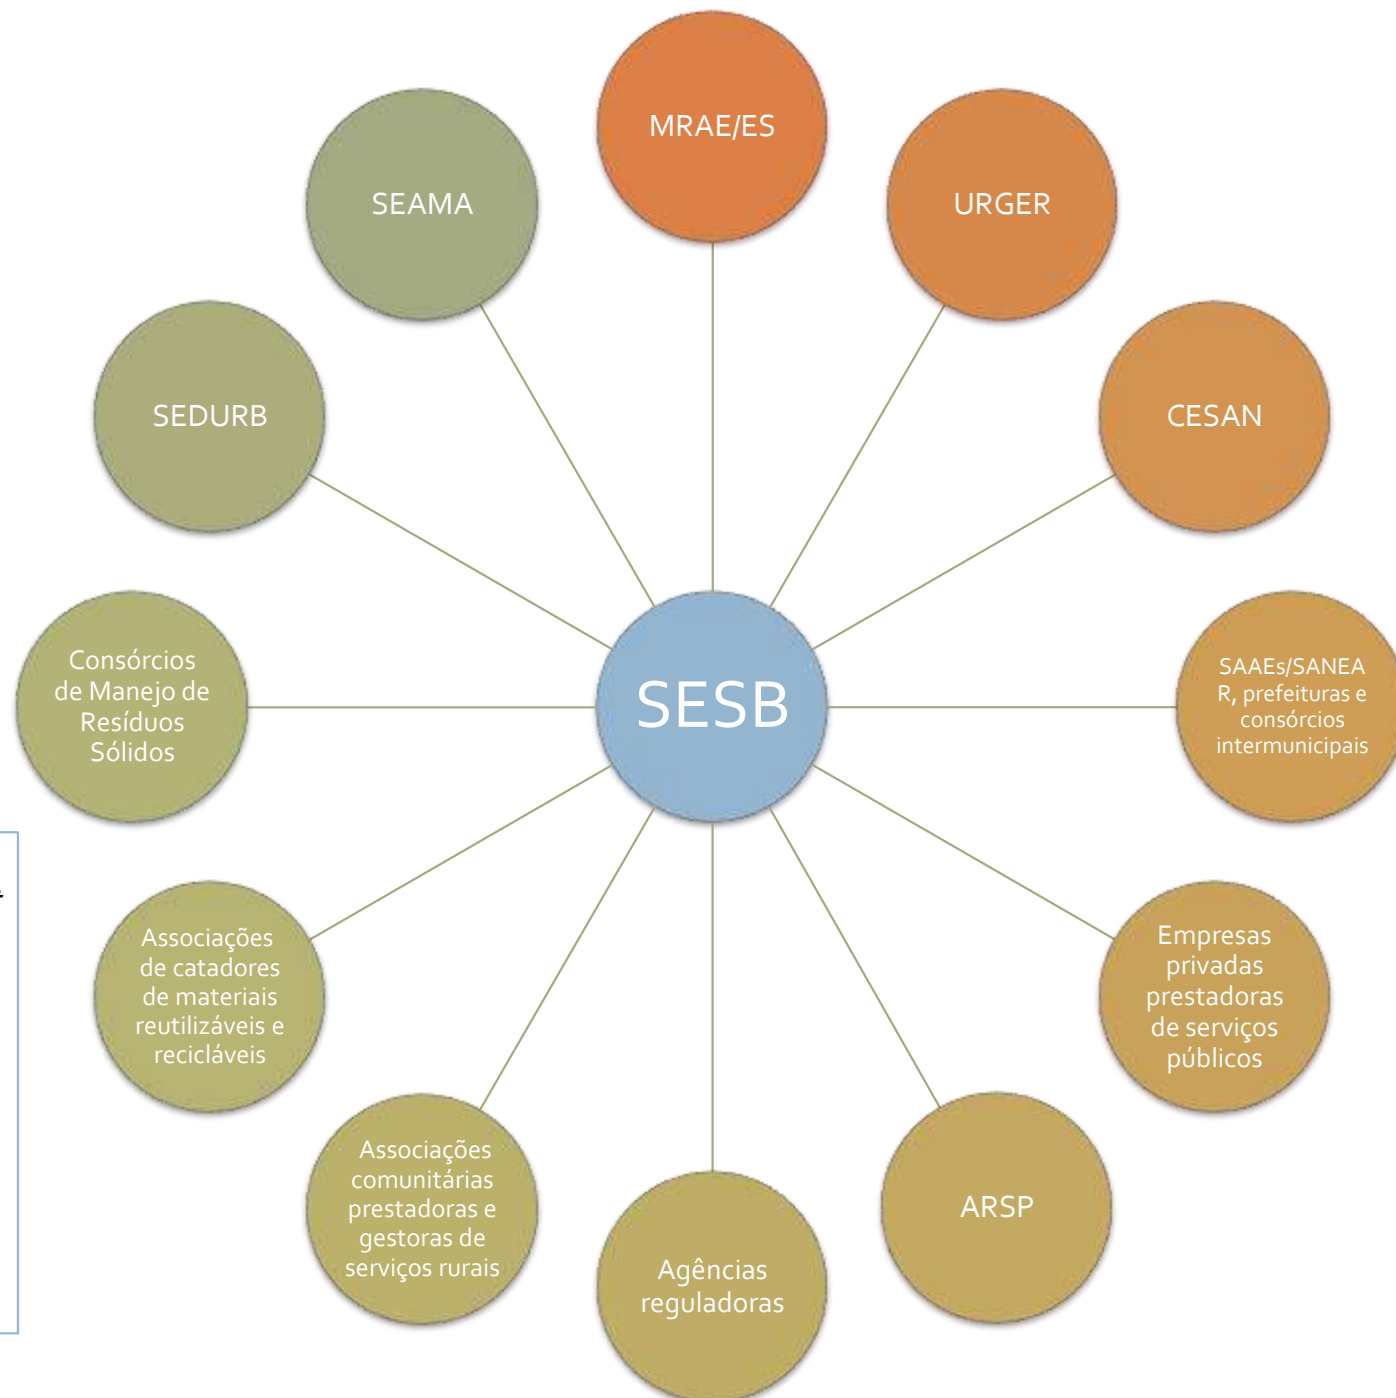 MRAE/ES
URGER
CESAN
SAAEs/SANEA
R, prefeituras e
consórcios
intermunicipais
Empresas
privadas
prestadoras
de serviços
públicos
ARSP
Agências
reguladoras
Associações
comunitárias
prestadoras e
gestoras de
serviços rurais
Associações
de catadores
de materiais
reutilizáveis e
recicláveis
Consórcios
de Manejo de
Resíduos
Sólidos
SEDURB
SEAMA
SESB